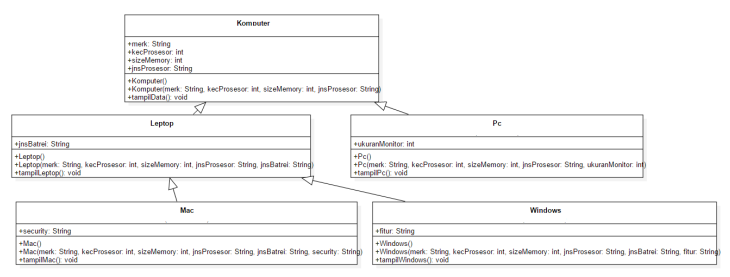 Komputer
+merk: String
+kecProsesor: int
+sizeMemory: int
+jnsProsesor: String
+Komputer()
+Komputer(merk: String, kecProsesor: int, sizeMemory: int, jnsProsesor: String)
+tampilData(): void
Leptop
+jnsBatrei: String
+Leptop()
+Leptop(merk: String, kecProsesor: int, sizeMemory: int, jnsProsesor: String, jnsBatrei: String)
+tampilLeptop(): void
Pc
+ukuranMonitor: int
+Pc()
+Pc(merk: String, kecProsesor: int, sizeMemory: int, jnsProsesor: String, ukuranMonitor: int)
+tampilPc(): void
Mac
+security: String
+Mac()
+Mac(merk: String, kecProsesor: int, sizeMemory: int, jnsProsesor: String, jnsBatrei: String, security: String)
+tampilMac(): void
Windows
+fitur: String
+Windows()
+Windows(merk: String, kecProsesor: int, sizeMemory: int, jnsProsesor: String, jnsBatrei: String, fitur: String)
+tampilWindows(): void